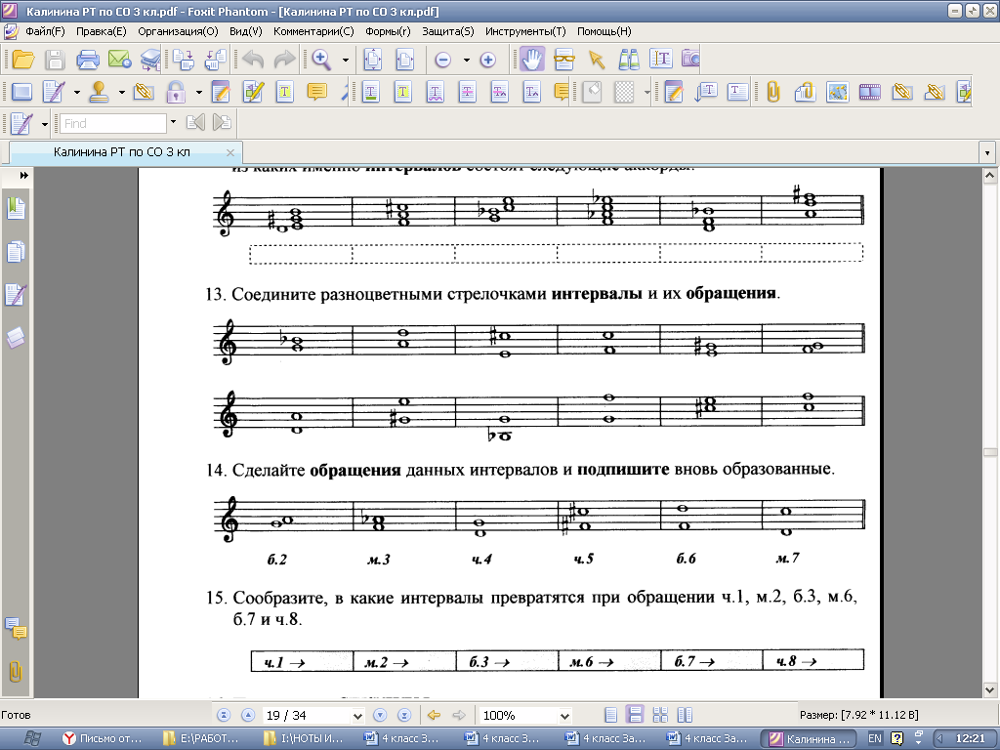 Калинина РТ по СО 3 кл.pdf - Foxit Phantom - [Калинина РТ по СО 3 кл.pdf]
Файл(F) Правка(E) Организация(O) Вид(V) Комментарии(C) Формы(r) Защита(S) Инструменты(T) Помощь(H)
Find
Калинина РТ по СО 3 кл
из каких именно интервалов состоят следующие аккорды.
13. Соедините разноцветными стрелочками интервалы и их обращения.
14. Сделайте обращения данных интервалов и подпишите вновь образованные.
б.2 м.3 ч.4 ч.5 б.6 м.7
15. Сообразите, в какие интервалы превратятся при обращении ч.1, м.2, б.3, м.6,
б.7 и ч.8.
ч.1 → м.2 → б.3 → м.6 → б.7 → ч.8 →
Готов 19 / 34 100% Размер: [7.92 * 11.12 В]
Письмо от... E:\РАБОТ... I:\НОТЫ И... 4 класс З... 4 класс З... 4 класс За... 4 класс За... Калинина ... EN 12:21